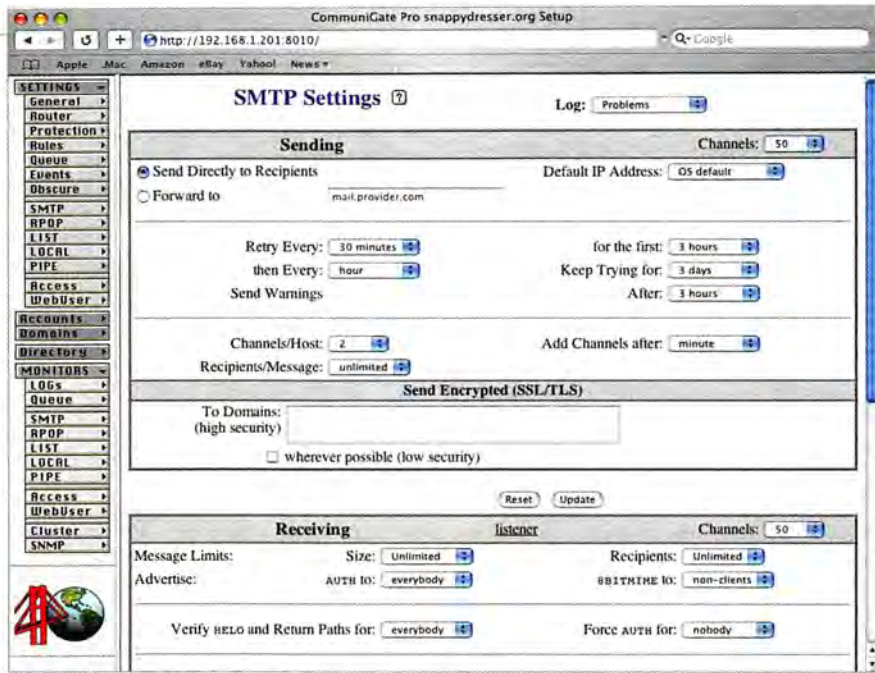 CommuniGate Pro snappydresser.org Setup
http://192.168.1.201:8010/
Q- Google
Apple .Mac Amazon eBay Yahoo! News
SETTINGS
General
Router
Protection
Rules
Queue
Events
Obscure
SMTP
RPOP
LIST
LOCAL
PIPE
Access
WebUser
Accounts
Domains
Directory
MONITORS
LOGs
Queue
SMTP
RPOP
LIST
LOCAL
PIPE
Access
WebUser
Cluster
SNMP
SMTP Settings ?
Log: Problems
Sending Channels: 50
Send Directly to Recipients Default IP Address: OS default
Forward to mail.provider.com
Retry Every: 30 minutes for the first: 3 hours
then Every: hour Keep Trying for: 3 days
Send Warnings After: 3 hours
Channels/Host: 2 Add Channels after: minute
Recipients/Message: unlimited
Send Encrypted (SSL/TLS)
To Domains:
(high security)
wherever possible (low security)
Reset Update
Receiving listener Channels: 50
Message Limits: Size: Unlimited Recipients: Unlimited
Advertise: AUTH to: everybody 8BITMIME to: non-clients
Verify HELO and Return Paths for: everybody Force AUTH for: nobody